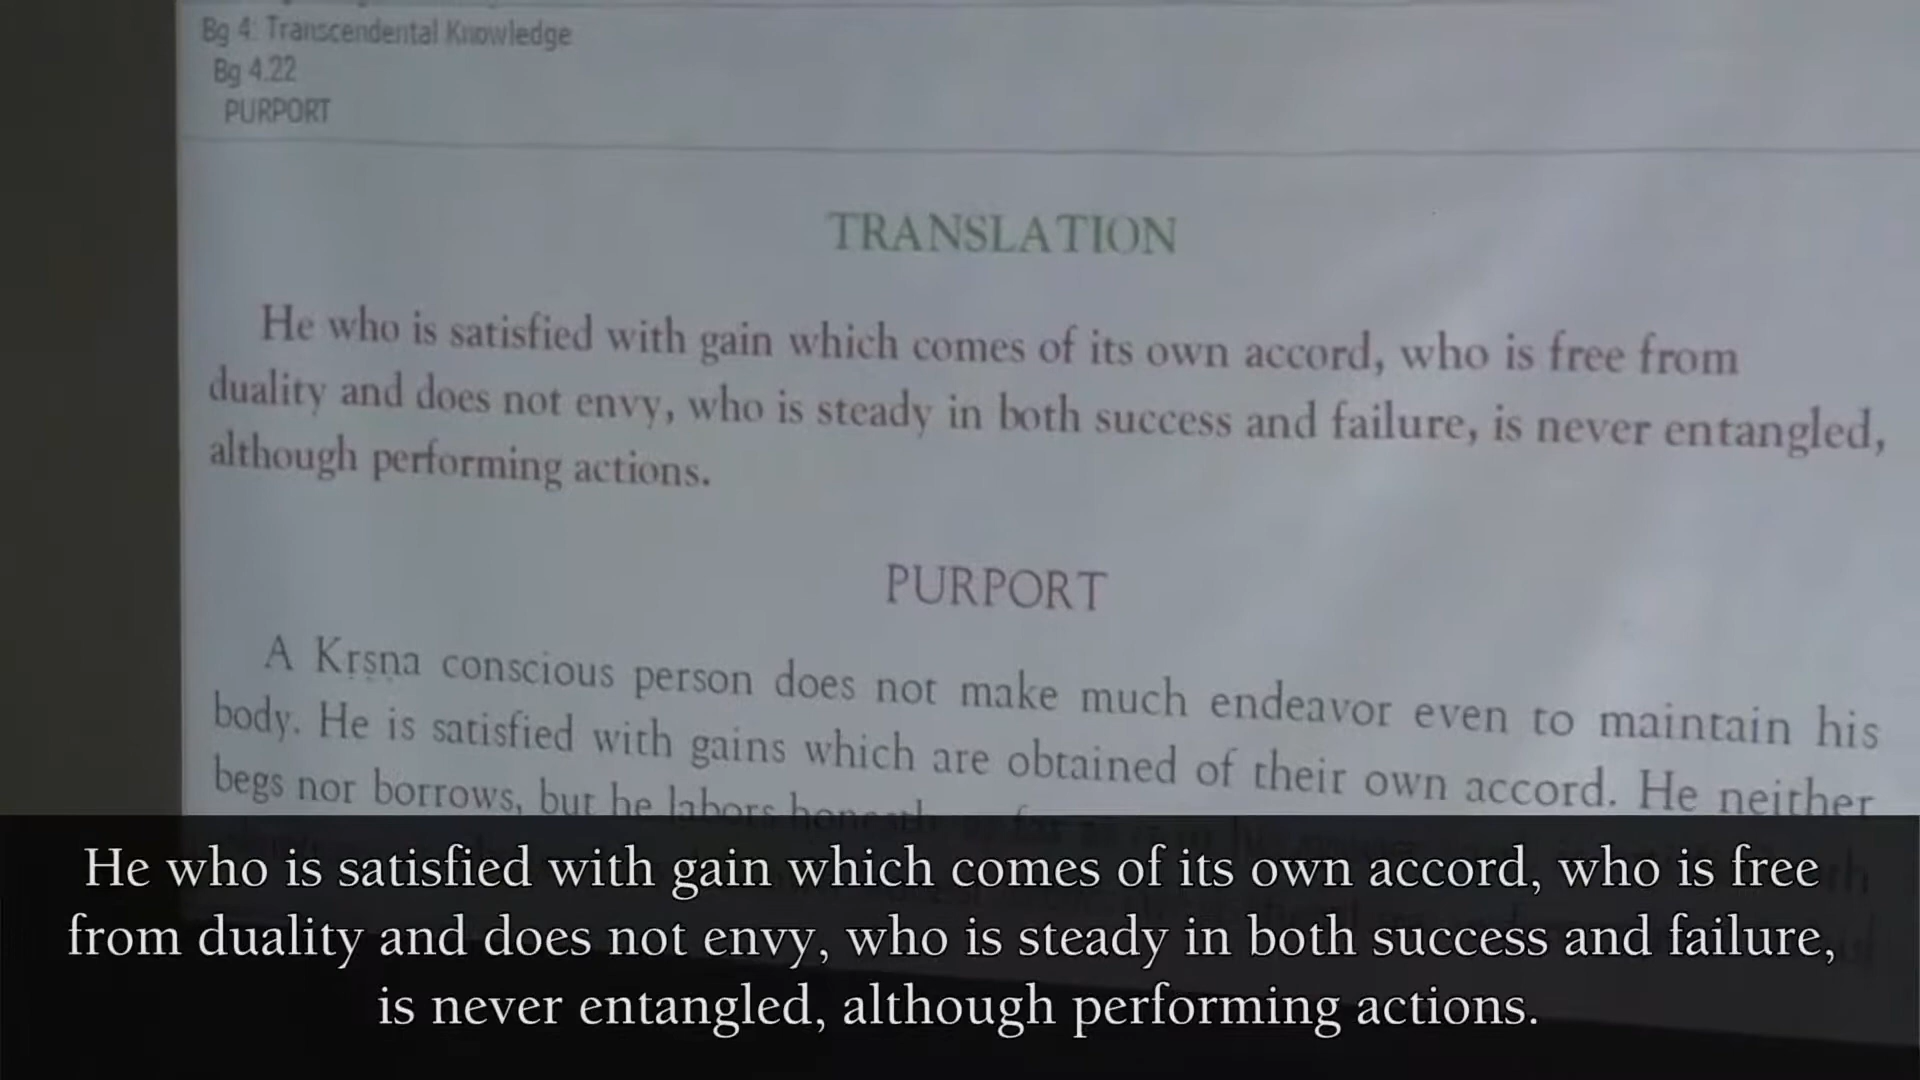 Bg 4: Transcendental Knowledge
Bg 4.22
PURPORT
TRANSLATION
He who is satisfied with gain which comes of its own accord, who is free from
duality and does not envy, who is steady in both success and failure, is never entangled,
although performing actions.
PURPORT
A Kṛṣṇa conscious person does not make much endeavor even to maintain his
body. He is satisfied with gains which are obtained of their own accord. He neither
begs nor borrows, but he labors honestly
He who is satisfied with gain which comes of its own accord, who is free
from duality and does not envy, who is steady in both success and failure,
is never entangled, although performing actions.